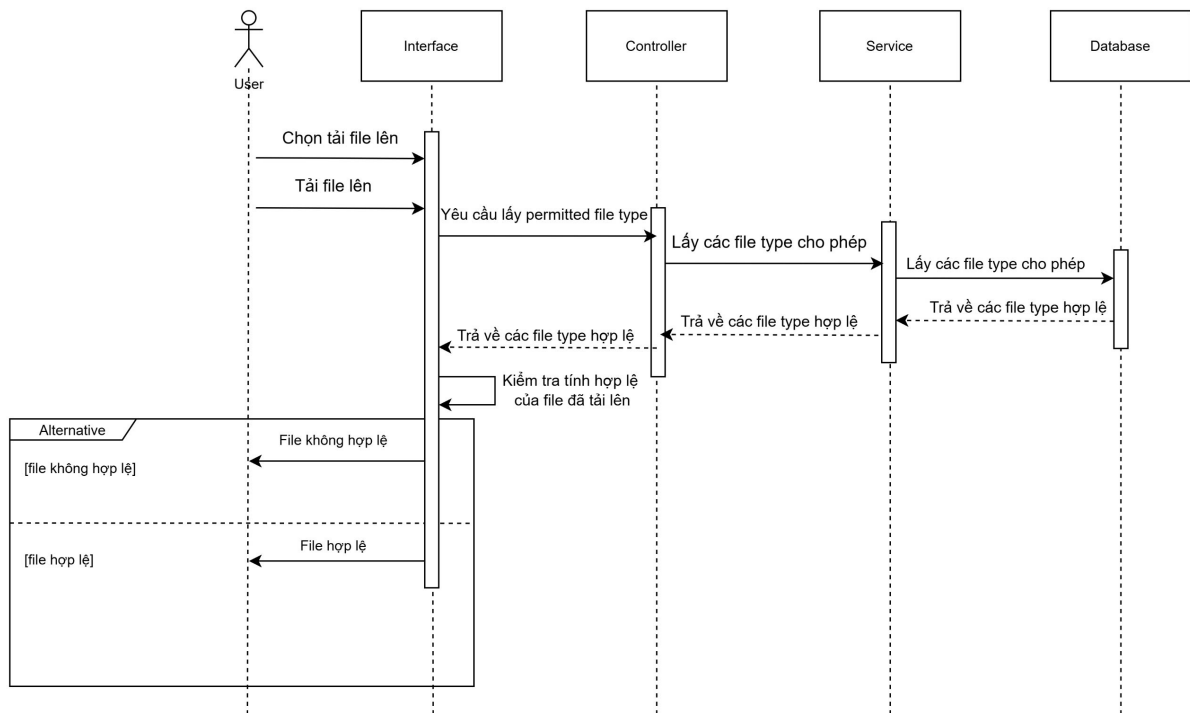 User
Interface
Controller
Service
Database
Chọn tải file lên
Tải file lên
Yêu cầu lấy permitted file type
Lấy các file type cho phép
Lấy các file type cho phép
Trả về các file type hợp lệ
Trả về các file type hợp lệ
Trả về các file type hợp lệ
Kiểm tra tính hợp lệ
của file đã tải lên
Alternative
File không hợp lệ
[file không hợp lệ]
File hợp lệ
[file hợp lệ]